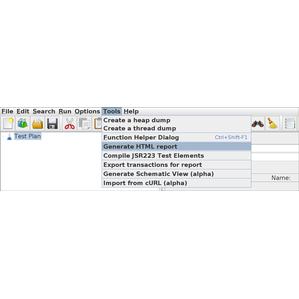 File Edit Search Run Options Tools Help
Create a heap dump
Create a thread dump
Function Helper Dialog Ctrl+Shift-F1
Test Plan
Generate HTML report
Compile JSR223 Test Elements
Export transactions for report
Generate Schematic View (alpha)
Name:
Import from cURL (alpha)